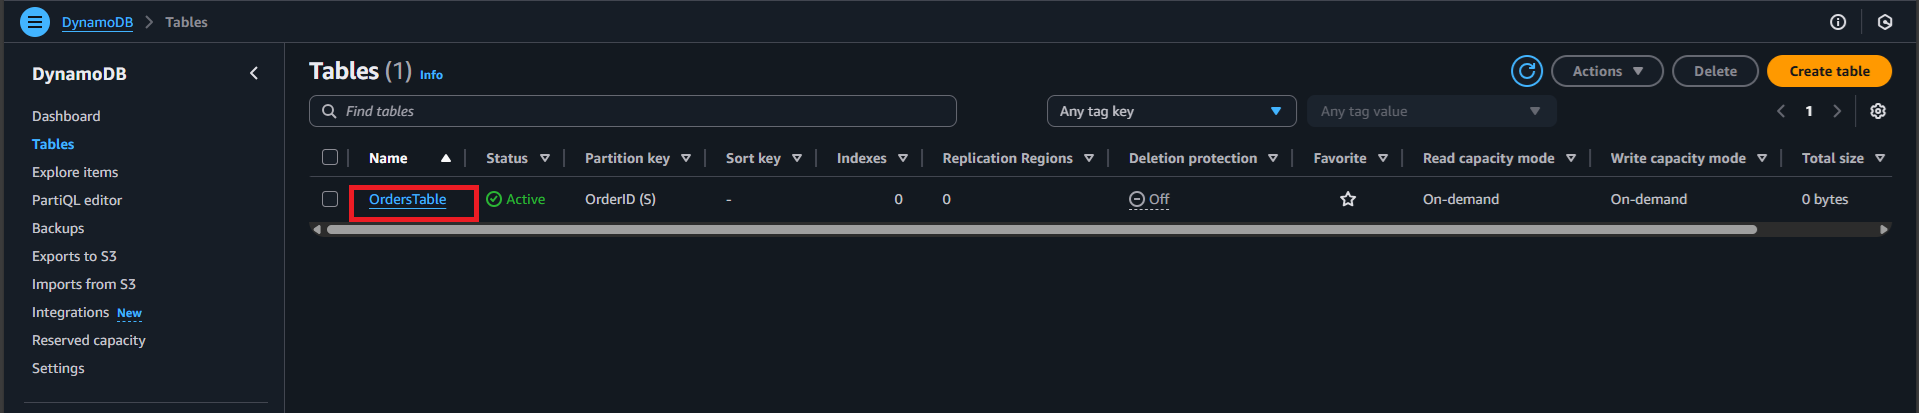 DynamoDB > Tables
DynamoDB
Dashboard
Tables
Explore items
PartiQL editor
Backups
Exports to S3
Imports from S3
Integrations New
Reserved capacity
Settings
Tables (1) Info
Actions Delete Create table
Find tables Any tag key Any tag value 1
Name Status Partition key Sort key Indexes Replication Regions Deletion protection Favorite Read capacity mode Write capacity mode Total size
OrdersTable Active OrderID (S) - 0 0 Off On-demand On-demand 0 bytes